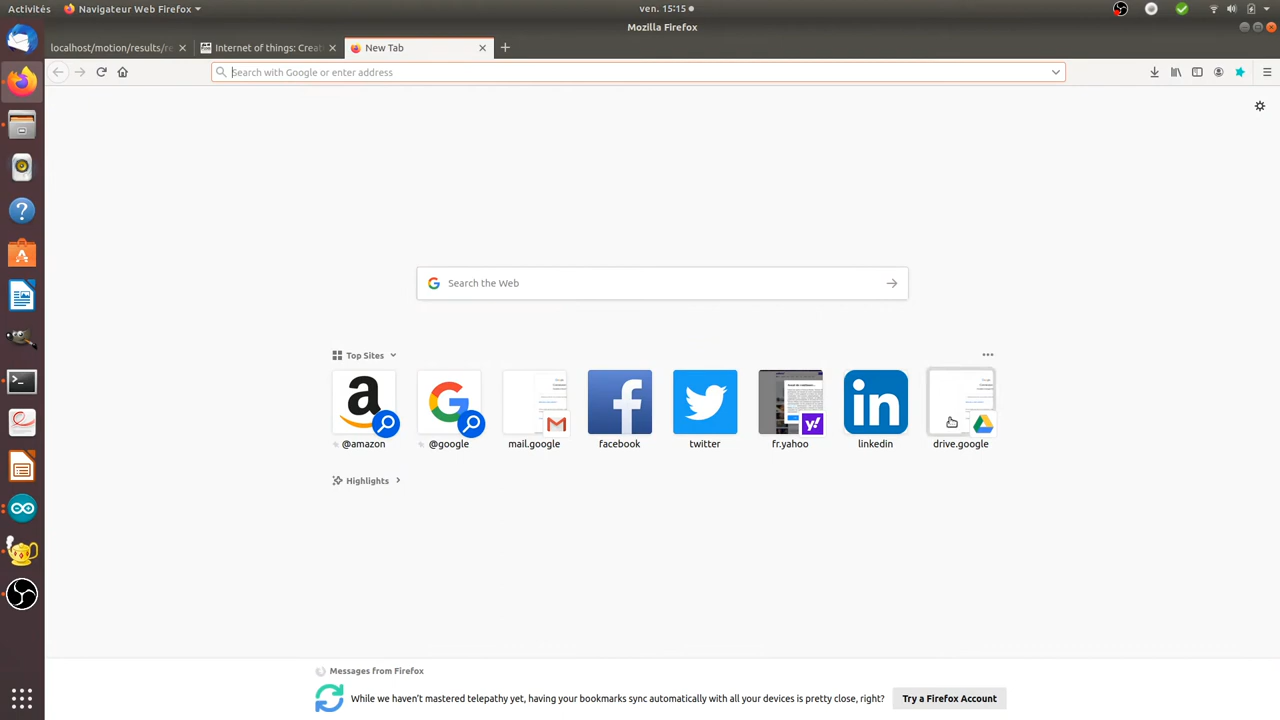 Activités
Navigateur Web Firefox
ven. 15:15
Mozilla Firefox
localhost/motion/results/re
Internet of things: Creat
New Tab
Search with Google or enter address
Search the Web
Top Sites
@amazon
@google
mail.google
facebook
twitter
fr.yahoo
linkedin
drive.google
Highlights
Messages from Firefox
While we haven't mastered telepathy yet, having your bookmarks sync automatically with all your devices is pretty close, right?
Try a Firefox Account